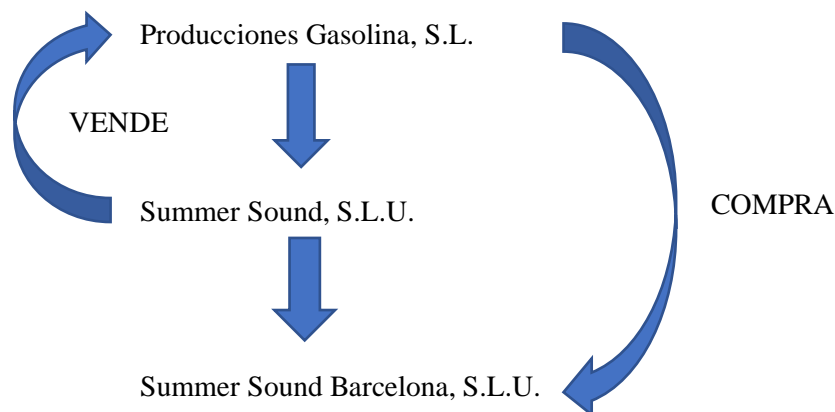 Producciones Gasolina, S.L.
VENDE
Summer Sound, S.L.U.
COMPRA
Summer Sound Barcelona, S.L.U.